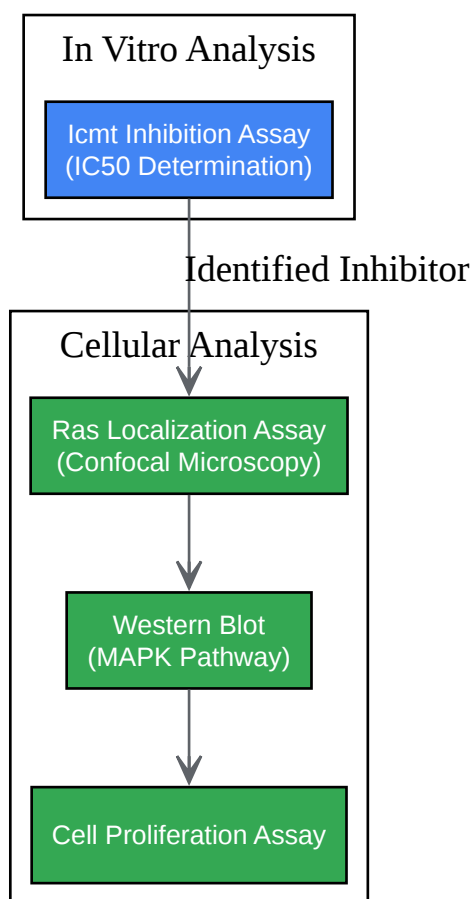 In Vitro Analysis
Icmt Inhibition Assay
(IC50 Determination)
Identified Inhibitor
Cellular Analysis
Ras Localization Assay
(Confocal Microscopy)
Western Blot
(MAPK Pathway)
Cell Proliferation Assay